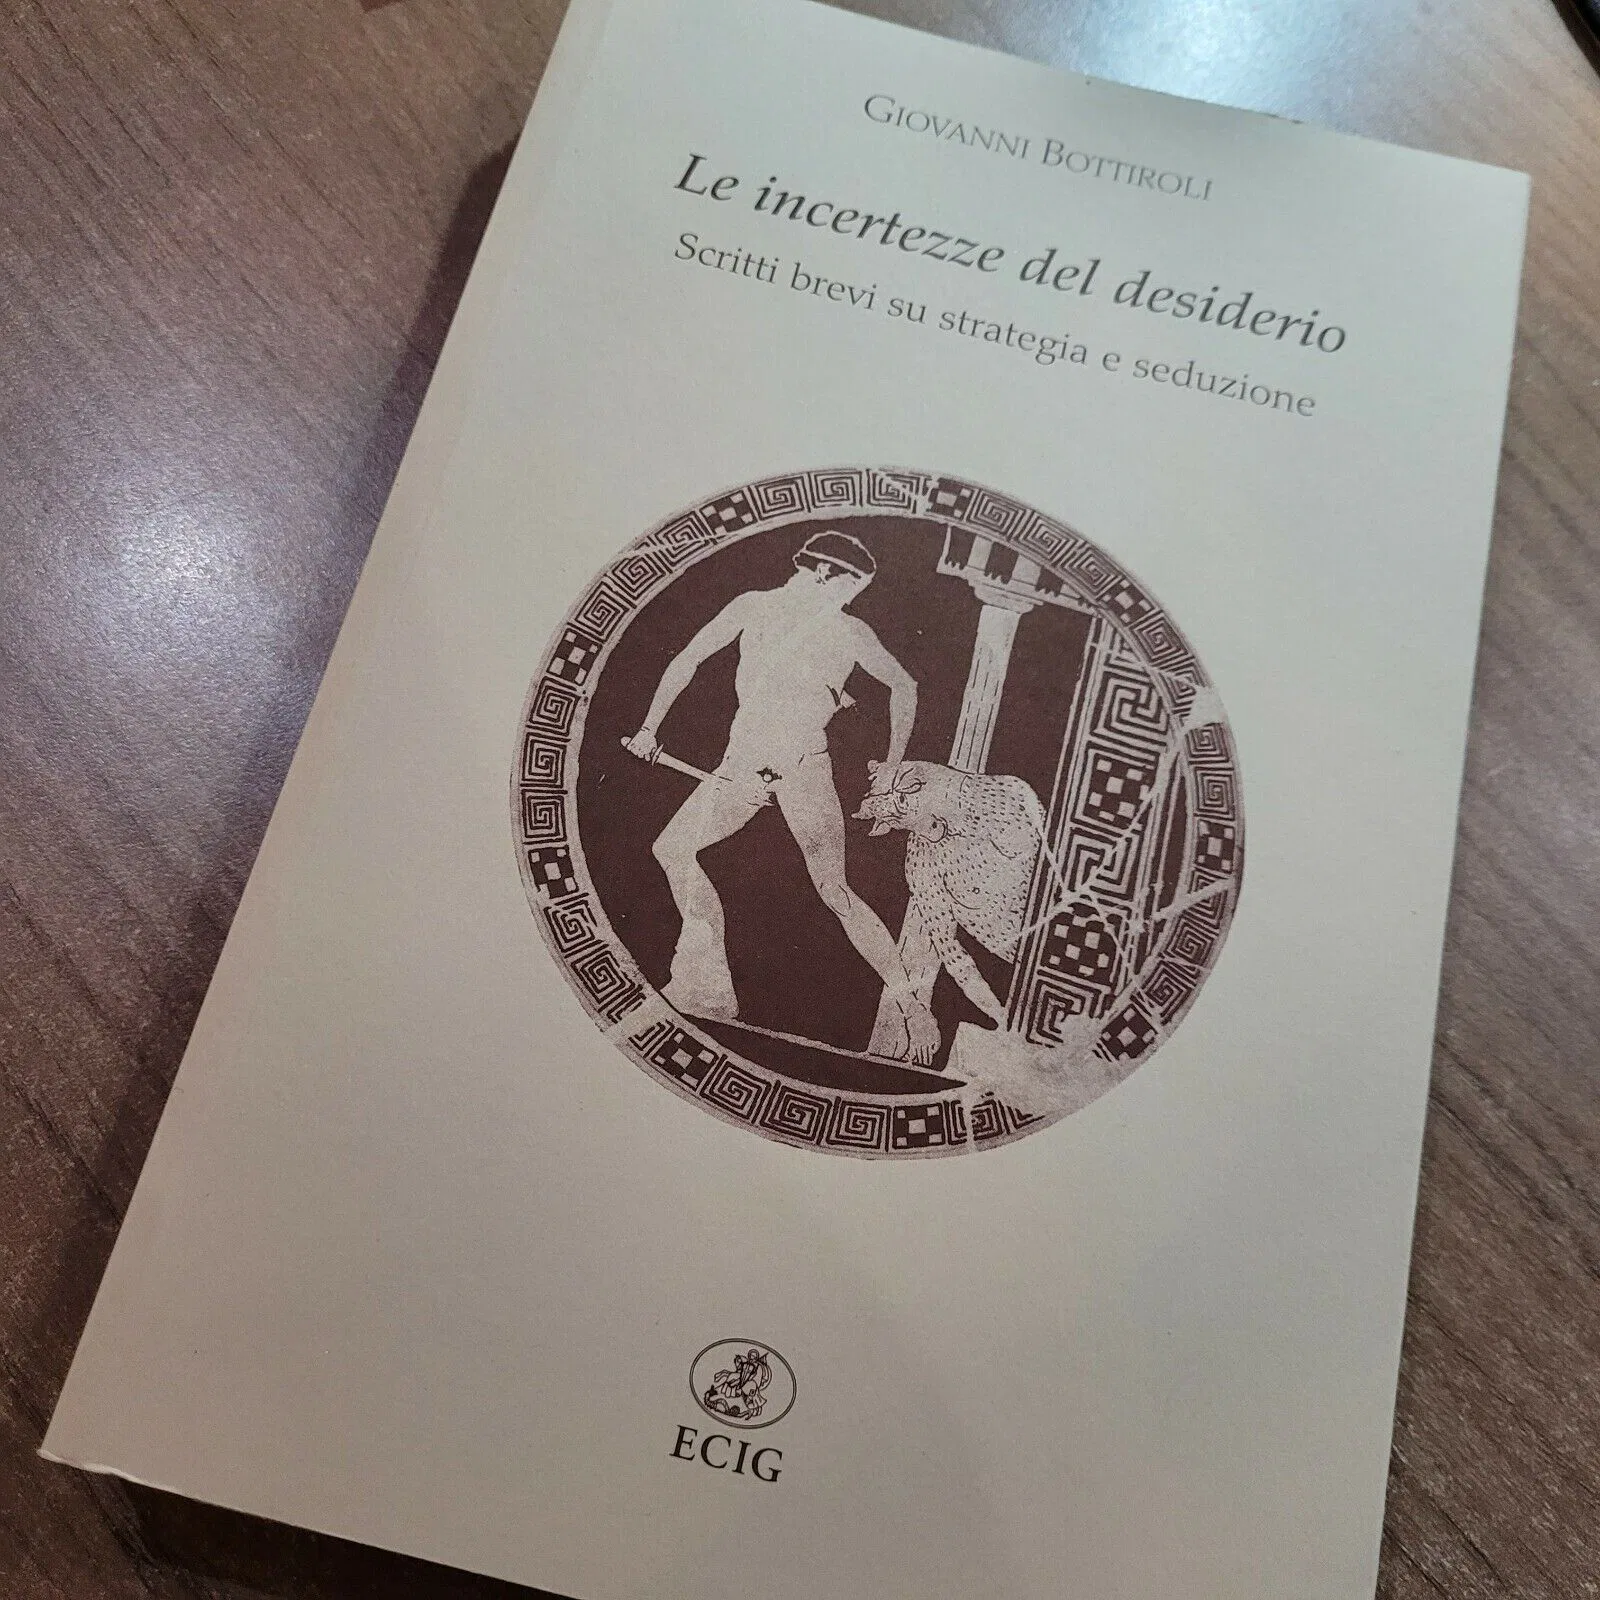 GIOVANNI BOTTIROLI
Le incertezze del desiderio
Scritti brevi su strategia e seduzione
ECIG